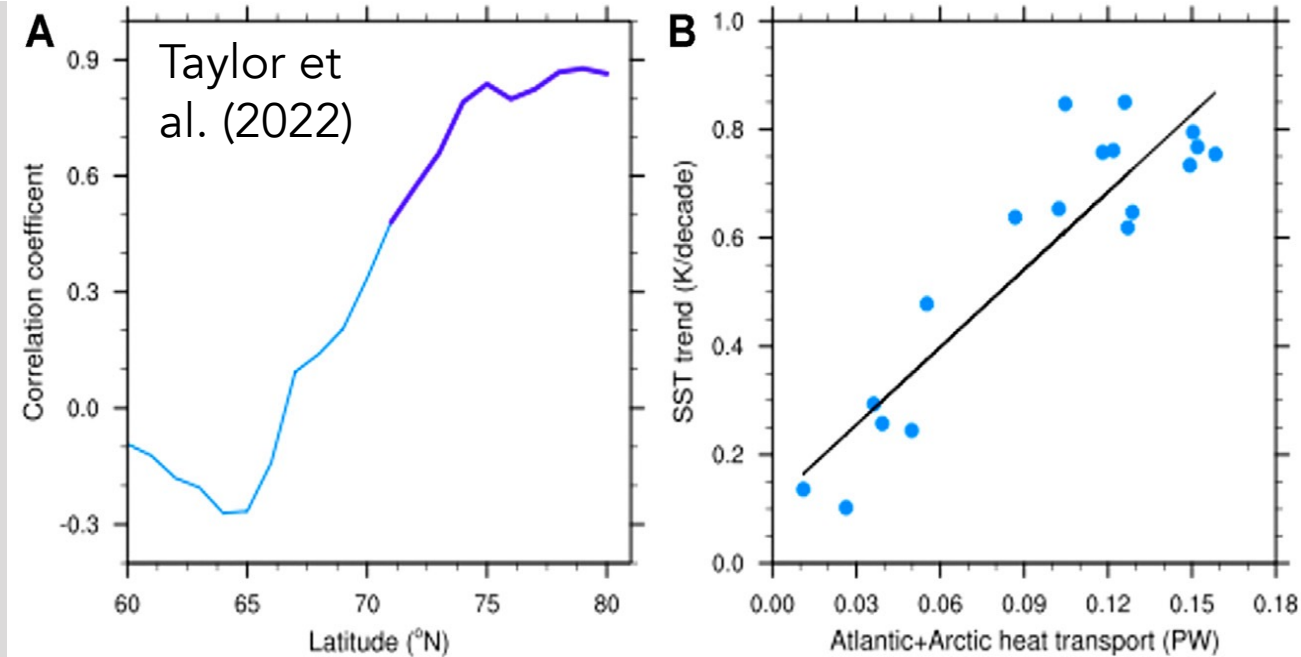 A
Taylor et
al. (2022)
0.9
0.6
0.3
0.0
-0.3
Correlation coefficent
60 65 70 75 80
Latitude (°N)
B
1.0
0.8
0.6
0.4
0.2
0.0
SST trend (K/decade)
0.00 0.03 0.06 0.09 0.12 0.15 0.18
Atlantic+Arctic heat transport (PW)